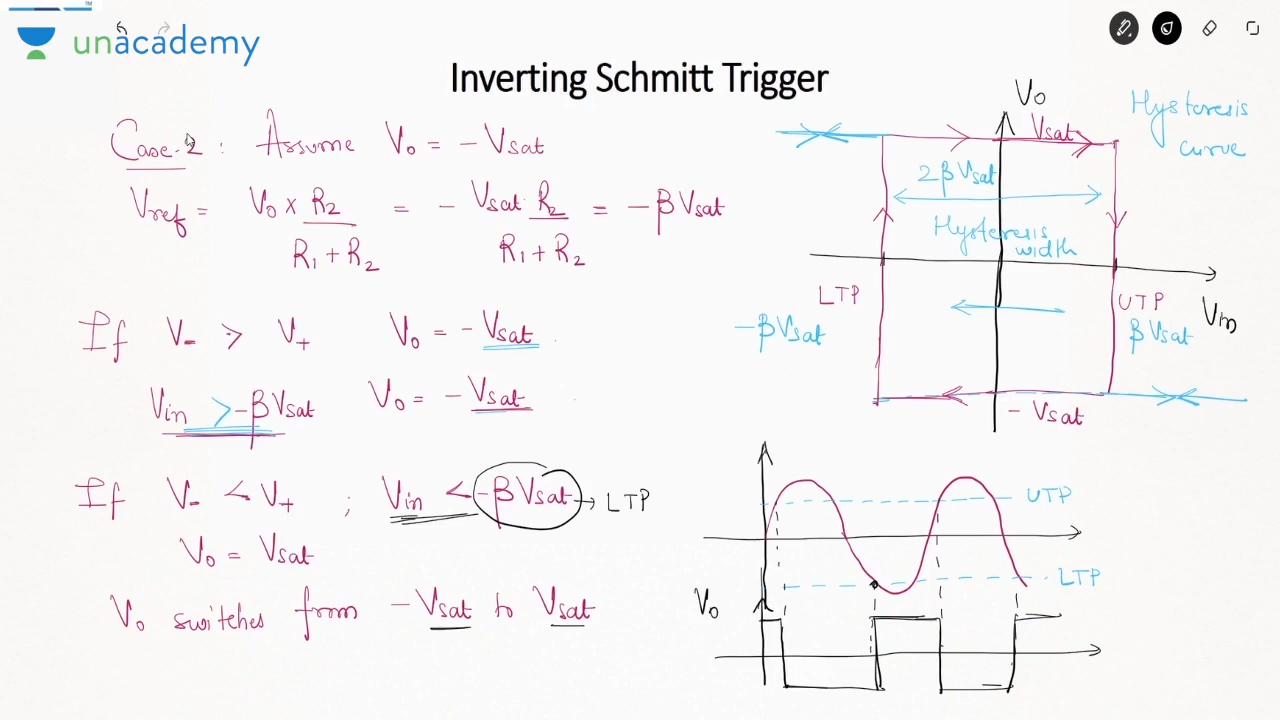 unacademy
Inverting Schmitt Trigger
Case-2 : Assume V₀ = - Vsat
Vref = V₀ x R₂ / R₁ + R₂ = - Vsat R₂ / R₁ + R₂ = - βVsat
If V₋ > V₊ V₀ = - Vsat
Vin > -βVsat V₀ = - Vsat
If V₋ < V₊ ; Vin < -βVsat → LTP
V₀ = Vsat
V₀ switches from - Vsat to Vsat
V₀
Hysteresis
curve
Vsat
2βVsat
Hysteresis
width
LTP
UTP
Vin
-βVsat
βVsat
- Vsat
UTP
LTP
V₀